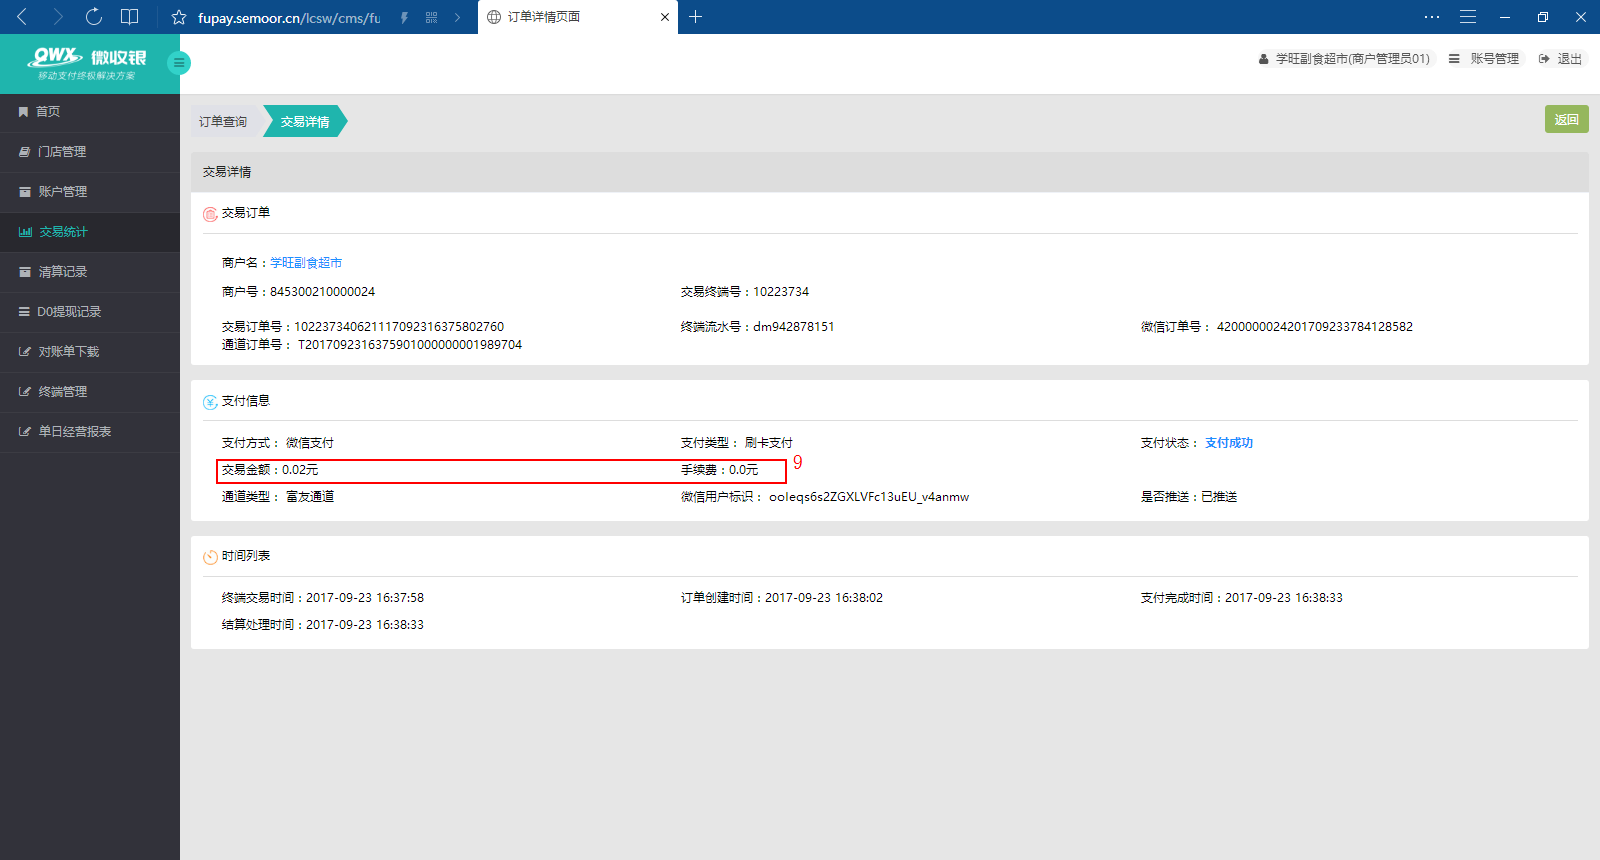 fupay.semoor.cn/lcsw/cms/fu
订单详情页面
QWX 微收银
移动支付终极解决方案
学旺副食超市(商户管理员01)
账号管理
退出
首页
门店管理
账户管理
交易统计
清算记录
D0提现记录
对账单下载
终端管理
单日经营报表
订单查询
交易详情
返回
交易详情
交易订单
商户名：学旺副食超市
商户号：845300210000024
交易终端号：10223734
交易订单号：102237340621117092316375802760
终端流水号：dm942878151
微信订单号： 4200000024201709233784128582
通道订单号： T20170923163759010000000001989704
支付信息
支付方式： 微信支付
支付类型： 刷卡支付
支付状态： 支付成功
交易金额：0.02元
手续费：0.0元
9
通道类型： 富友通道
微信用户标识： ooIeqs6s2ZGXLVFc13uEU_v4anmw
是否推送：已推送
时间列表
终端交易时间：2017-09-23 16:37:58
订单创建时间：2017-09-23 16:38:02
支付完成时间：2017-09-23 16:38:33
结算处理时间：2017-09-23 16:38:33